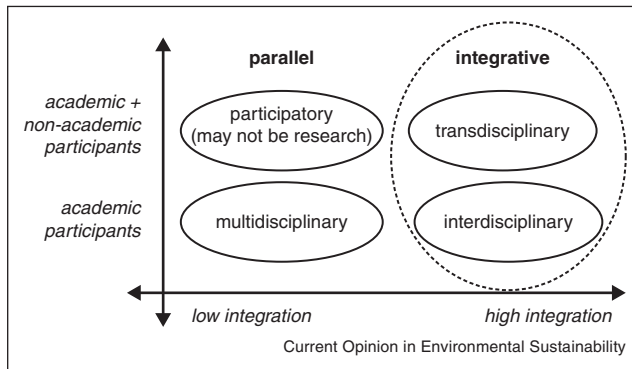 parallel
integrative
academic +
non-academic
participants
participatory
(may not be research)
transdisciplinary
academic
participants
multidisciplinary
interdisciplinary
low integration
high integration
Current Opinion in Environmental Sustainability